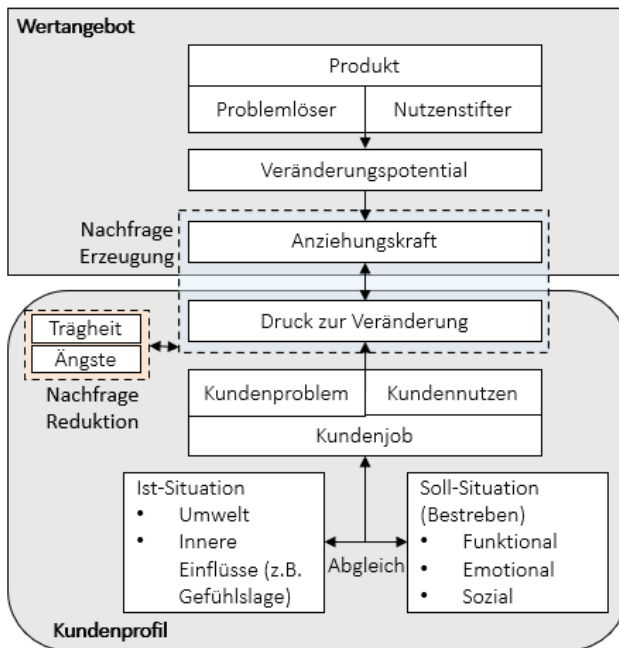 Wertangebot
Produkt
Problemlöser
Nutzenstifter
Veränderungspotential
Nachfrage
Erzeugung
Anziehungskraft
Druck zur Veränderung
Trägheit
Ängste
Nachfrage
Reduktion
Kundenproblem
Kundennutzen
Kundenjob
Ist-Situation
• Umwelt
• Innere
Einflüsse (z.B.
Gefühlslage)
Abgleich
Soll-Situation
(Bestreben)
• Funktional
• Emotional
• Sozial
Kundenprofil